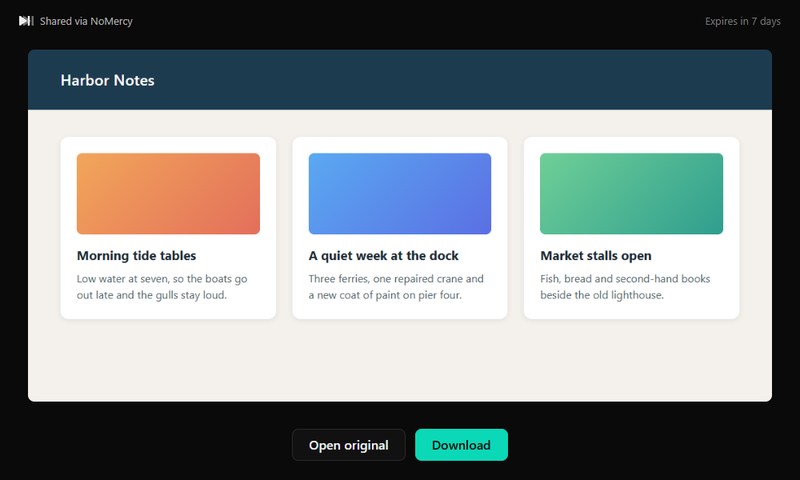 Shared via NoMercy
Expires in 7 days
Harbor Notes
Morning tide tables
Low water at seven, so the boats go
out late and the gulls stay loud.
A quiet week at the dock
Three ferries, one repaired crane and
a new coat of paint on pier four.
Market stalls open
Fish, bread and second-hand books
beside the old lighthouse.
Open original
Download